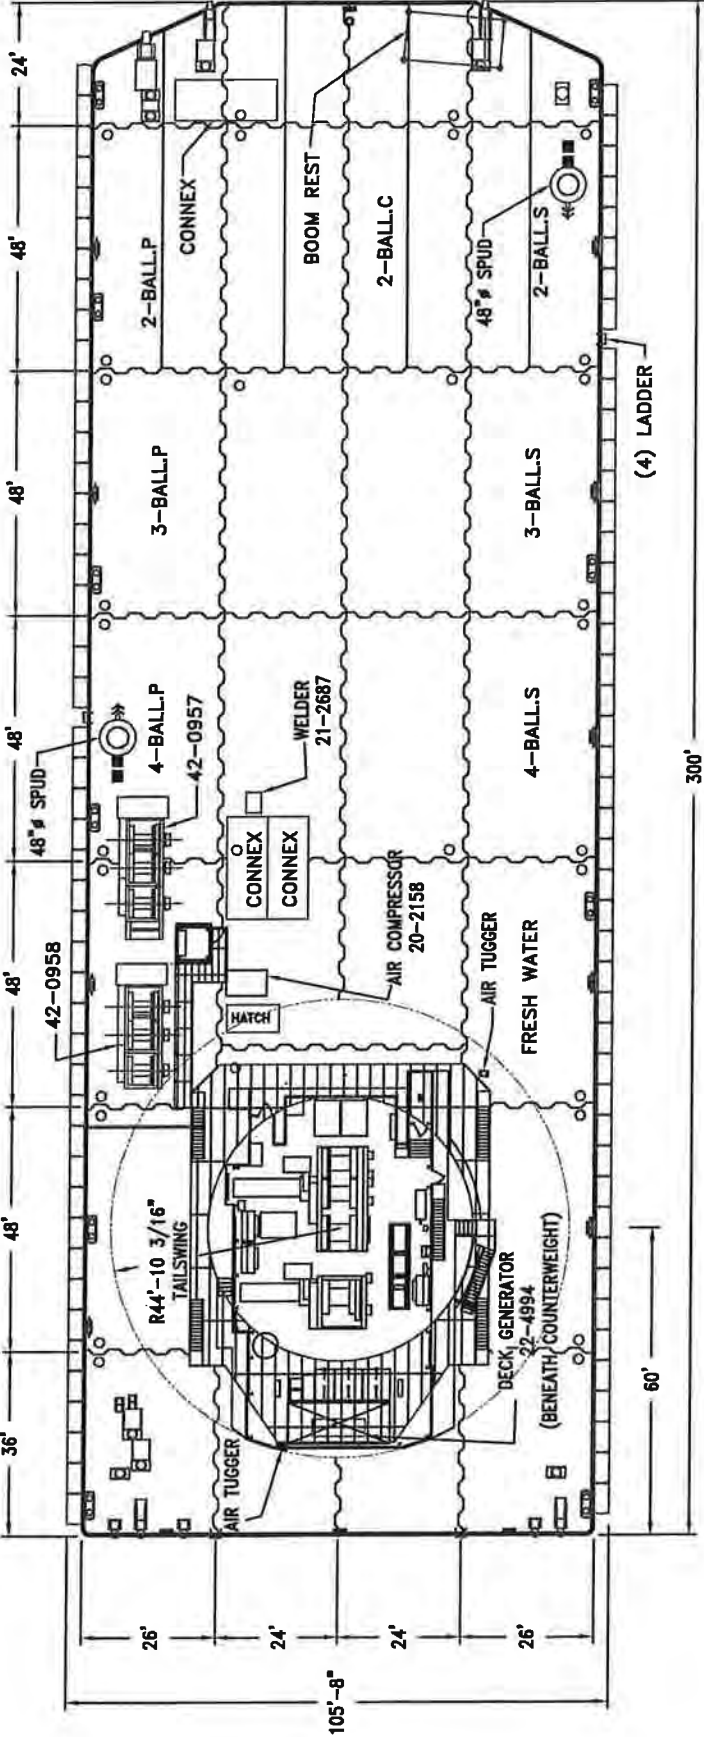 36'
48'
48'
48'
48'
48'
24'
42-0958
48"ø SPUD
42-0957
4-BALL.P
3-BALL.P
2-BALL.P
CONNEX
R44'-10 3/16"
TAILSWING
HATCH
CONNEX
CONNEX
WELDER
21-2687
BOOM REST
2-BALL.C
AIR COMPRESSOR
20-2158
AIR TUGGER
AIR TUGGER
DECK GENERATOR
22-4994
(BENEATH COUNTERWEIGHT)
FRESH WATER
4-BALL.S
3-BALL.S
48"ø SPUD
2-BALL.S
(4) LADDER
60'
300'
26'
24'
24'
26'
105'-8"